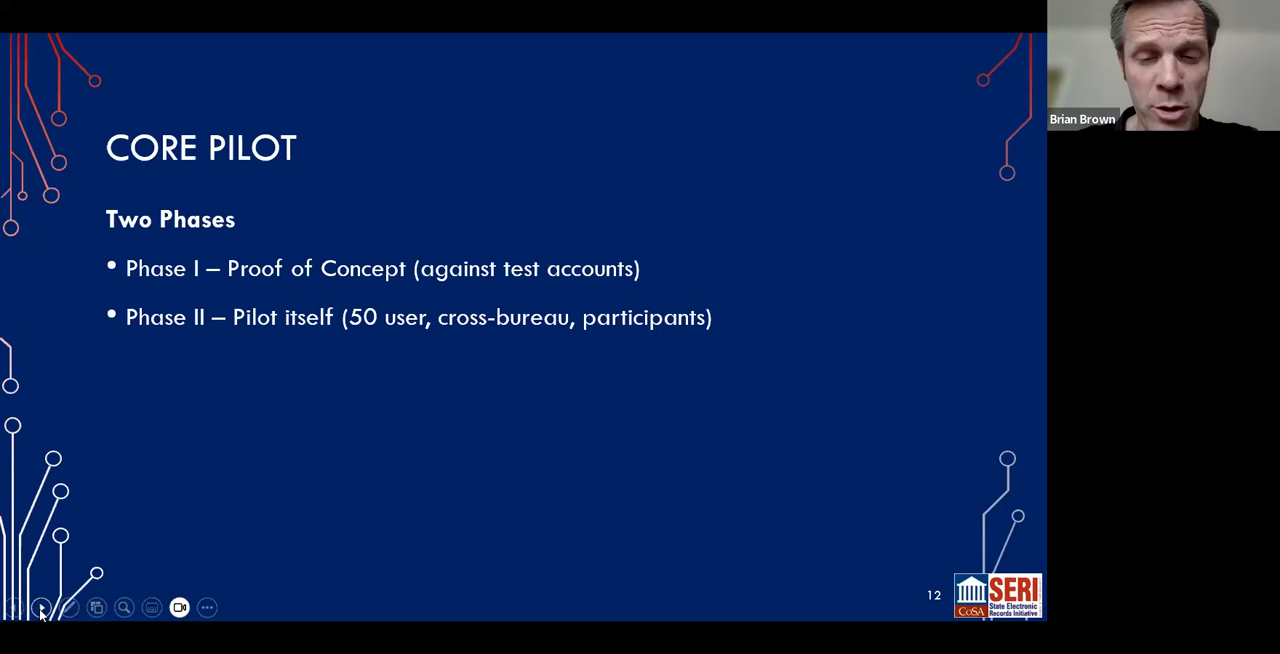 CORE PILOT
Two Phases
• Phase I – Proof of Concept (against test accounts)
• Phase II – Pilot itself (50 user, cross-bureau, participants)
12
CoSA
SERI
State Electronic
Records Initiative
Brian Brown